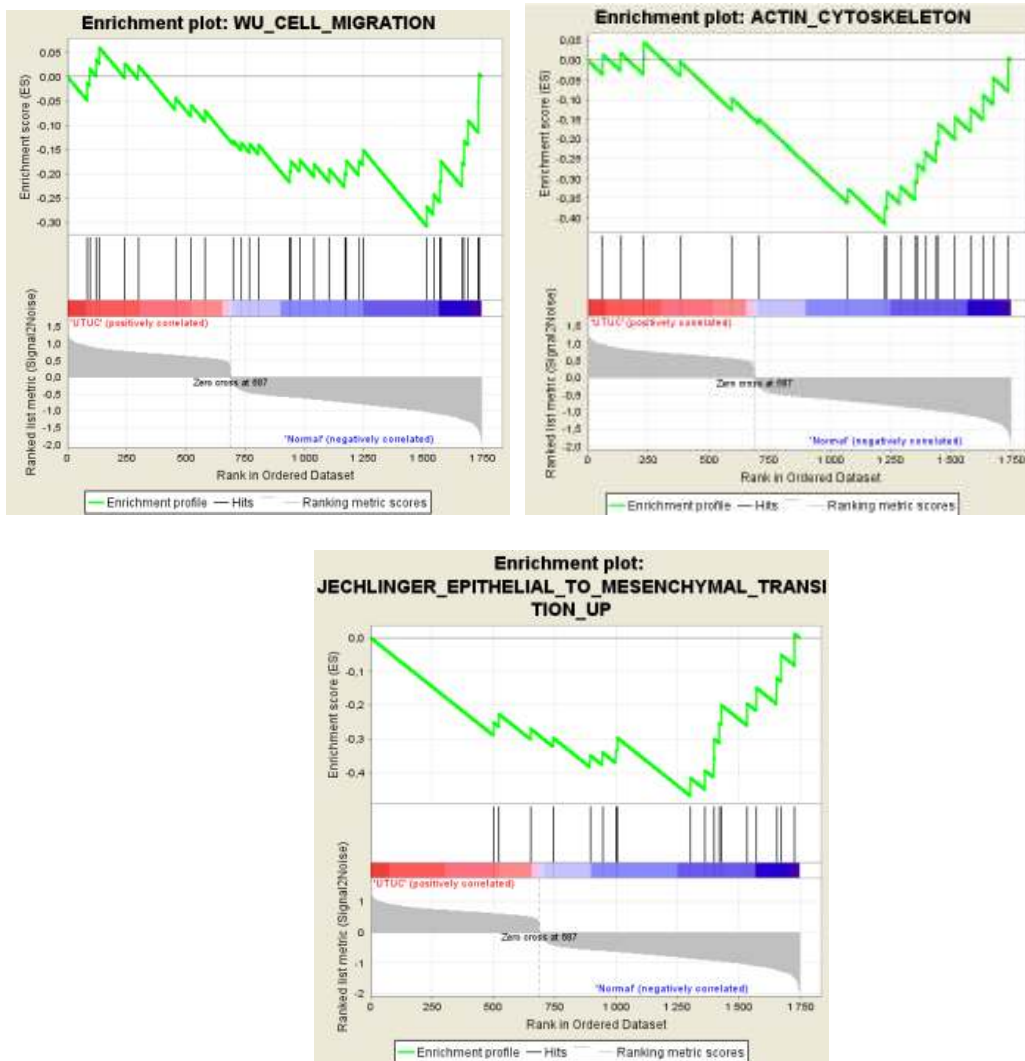 Enrichment plot: WU_CELL_MIGRATION
Enrichment score (ES)
0,05
0,00
-0,05
-0,10
-0,15
-0,20
-0,25
-0,30
'UTUC' (positively correlated)
Ranked list metric (Signal2Noise)
1,5
1,0
0,5
0,0
-0,5
-1,0
-1,5
-2,0
Zero cross at 687
'Normal' (negatively correlated)
0 250 500 750 1 000 1 250 1 500 1 750
Rank in Ordered Dataset
Enrichment profile Hits Ranking metric scores
Enrichment plot: ACTIN_CYTOSKELETON
Enrichment score (ES)
0,05
0,00
-0,05
-0,10
-0,15
-0,20
-0,25
-0,30
-0,35
-0,40
'UTUC' (positively correlated)
Ranked list metric (Signal2Noise)
1,5
1,0
0,5
0,0
-0,5
-1,0
-1,5
-2,0
Zero cross at 687
'Normal' (negatively correlated)
0 250 500 750 1 000 1 250 1 500 1 750
Rank in Ordered Dataset
Enrichment profile Hits Ranking metric scores
Enrichment plot:
JECHLINGER_EPITHELIAL_TO_MESENCHYMAL_TRANSI
TION_UP
Enrichment score (ES)
0,0
-0,1
-0,2
-0,3
-0,4
'UTUC' (positively correlated)
Ranked list metric (Signal2Noise)
1
0
-1
-2
Zero cross at 687
'Normal' (negatively correlated)
0 250 500 750 1 000 1 250 1 500 1 750
Rank in Ordered Dataset
Enrichment profile Hits Ranking metric scores